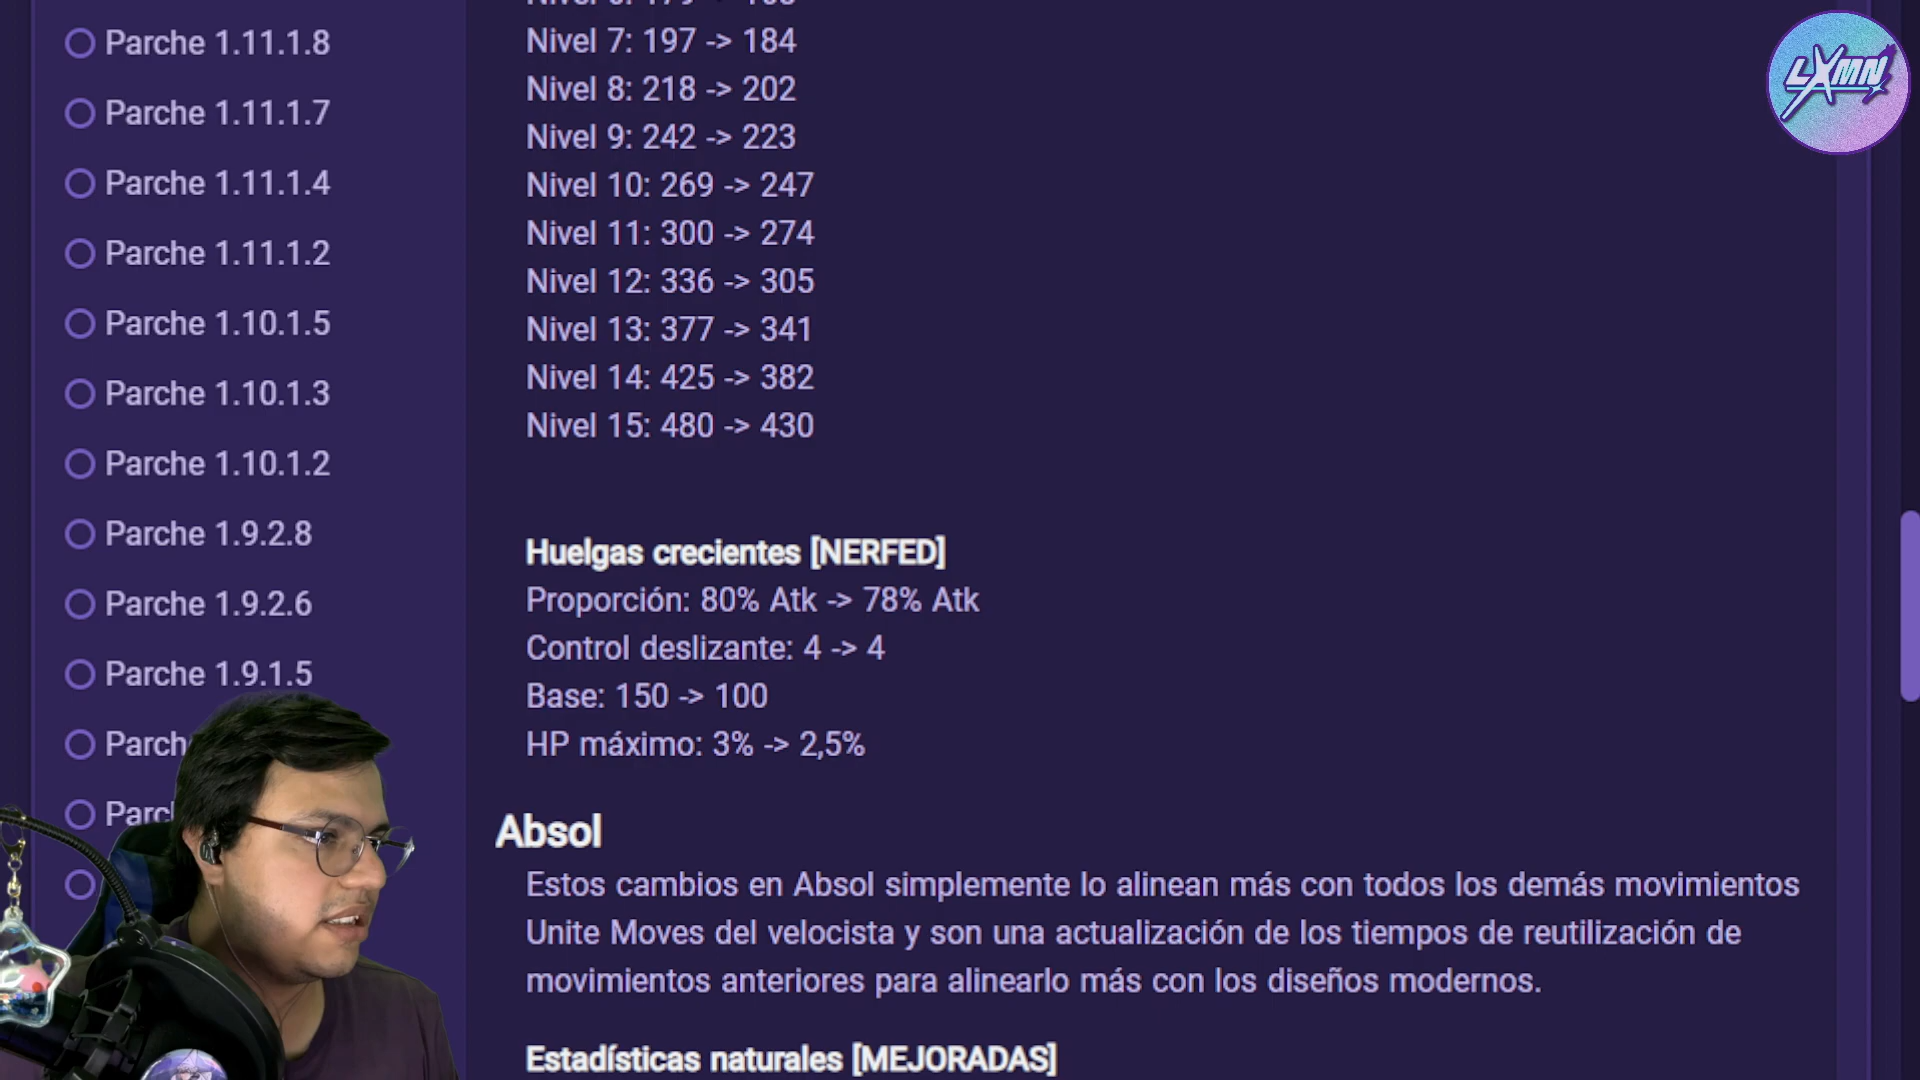 Parche 1.11.1.8
Parche 1.11.1.7
Parche 1.11.1.4
Parche 1.11.1.2
Parche 1.10.1.5
Parche 1.10.1.3
Parche 1.10.1.2
Parche 1.9.2.8
Parche 1.9.2.6
Parche 1.9.1.5
Parch
Parc
Nivel 7: 197 -> 184
Nivel 8: 218 -> 202
Nivel 9: 242 -> 223
Nivel 10: 269 -> 247
Nivel 11: 300 -> 274
Nivel 12: 336 -> 305
Nivel 13: 377 -> 341
Nivel 14: 425 -> 382
Nivel 15: 480 -> 430
Huelgas crecientes [NERFED]
Proporción: 80% Atk -> 78% Atk
Control deslizante: 4 -> 4
Base: 150 -> 100
HP máximo: 3% -> 2,5%
Absol
Estos cambios en Absol simplemente lo alinean más con todos los demás movimientos
Unite Moves del velocista y son una actualización de los tiempos de reutilización de
movimientos anteriores para alinearlo más con los diseños modernos.
Estadísticas naturales [MEJORADAS]
LXMN